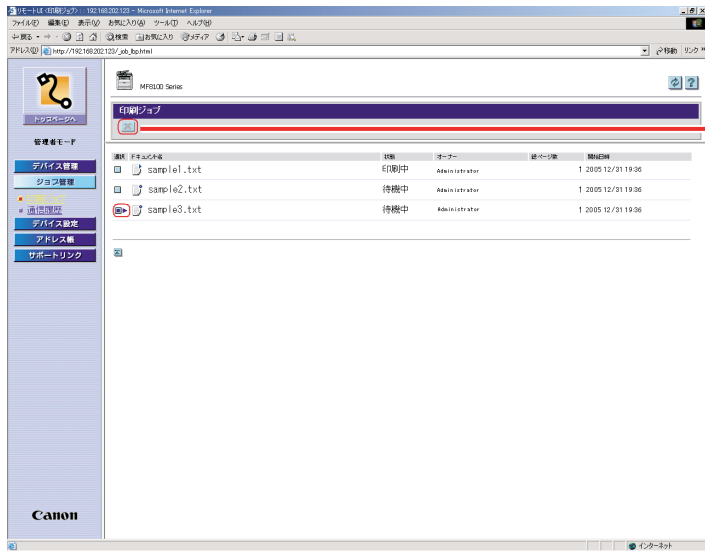 リモートUI <印刷ジョブ> : 192.168.202.123 - Microsoft Internet Explorer
ファイル(F) 編集(E) 表示(V) お気に入り(A) ツール(T) ヘルプ(H)
戻る 検索 お気に入り メディア
アドレス(D) http://192.168.202.123/_job_lbp.html 移動 リンク
MF8100 Series
トップページへ
印刷ジョブ
管理者モード
選択 ドキュメント名 状態 オーナー 総ページ数 開始日時
デバイス管理
sample1.txt 印刷中 Administrator 1 2005 12/31 19:36
ジョブ管理
sample2.txt 待機中 Administrator 1 2005 12/31 19:36
通信履歴
sample3.txt 待機中 Administrator 1 2005 12/31 19:36
デバイス設定
アドレス帳
サポートリンク
Canon
インターネット